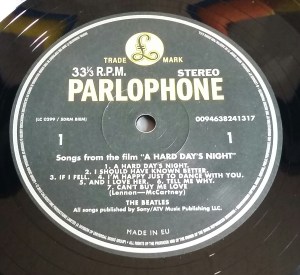 TRADE MARK
33⅓ R.P.M. STEREO
PARLOPHONE
(LC 0299 / SDRM BIEM) 0094638241317
1 1
Songs from the film "A HARD DAY'S NIGHT"
1. A HARD DAY'S NIGHT.
2. I SHOULD HAVE KNOWN BETTER.
3. IF I FELL. 4. I'M HAPPY JUST TO DANCE WITH YOU.
5. AND I LOVE HER. 6. TELL ME WHY.
7. CAN'T BUY ME LOVE
(Lennon—McCartney)
THE BEATLES
All songs published by Sony/ATV Music Publishing LLC.
MADE IN EU